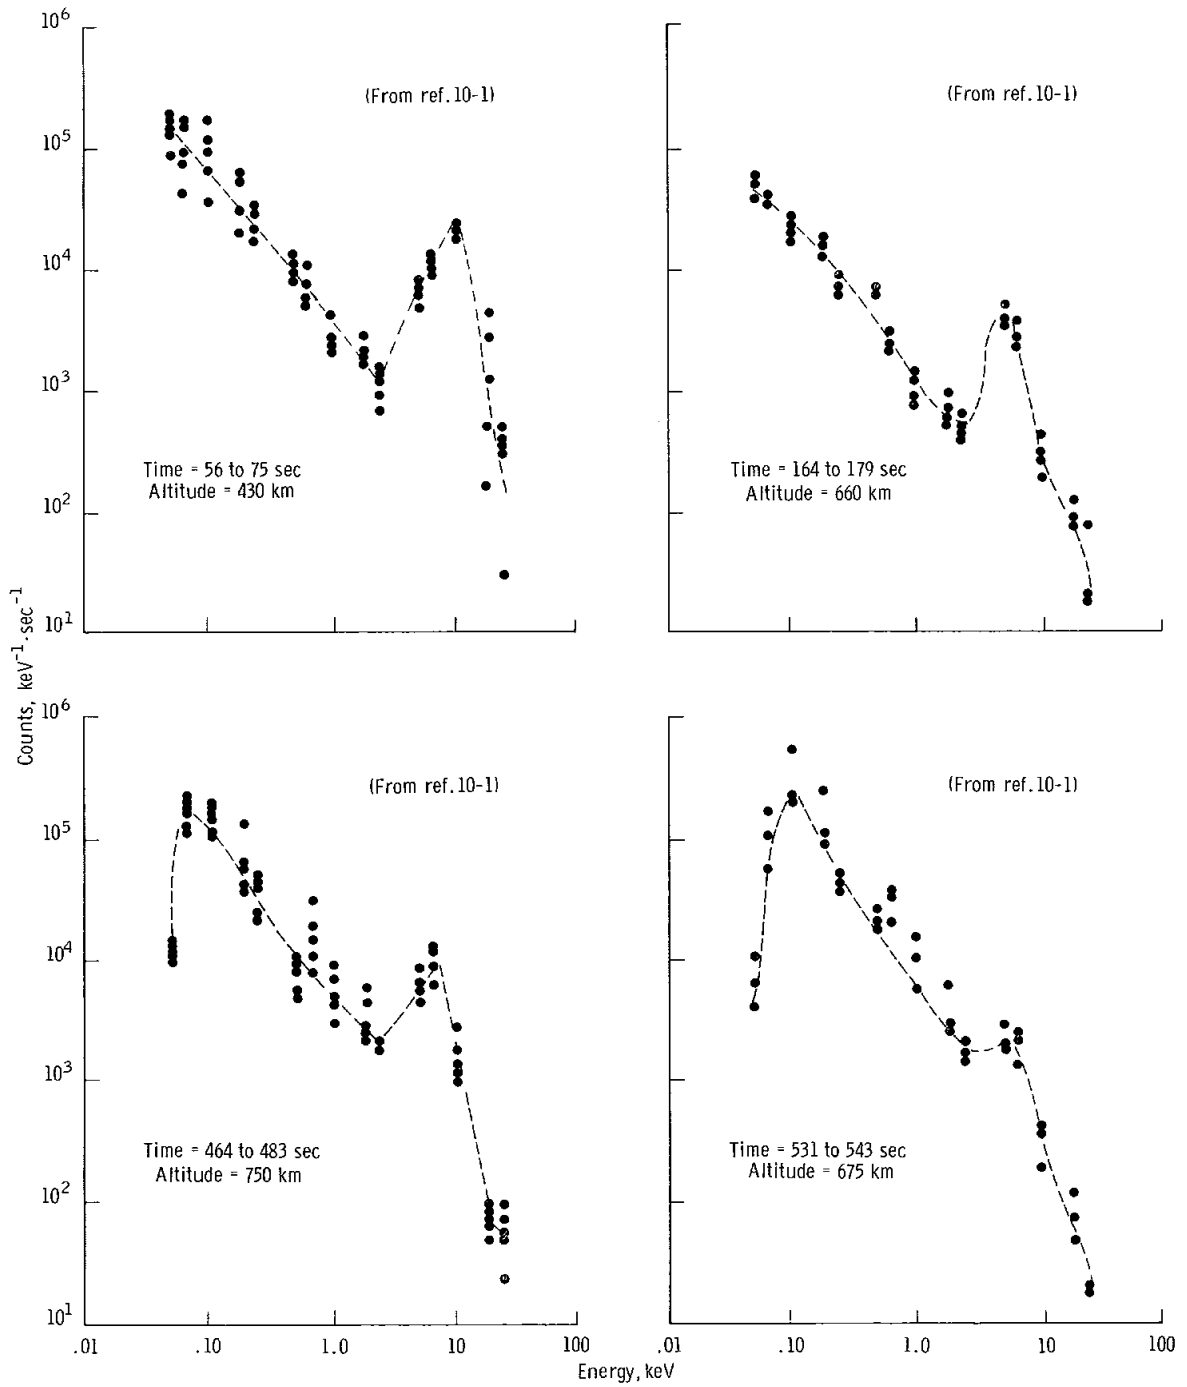 10^6
10^5
10^4
10^3
10^2
10^1
(From ref. 10-1)
Time = 56 to 75 sec
Altitude = 430 km
(From ref. 10-1)
Time = 164 to 179 sec
Altitude = 660 km
Counts, keV^-1·sec^-1
10^6
10^5
10^4
10^3
10^2
10^1
(From ref. 10-1)
Time = 464 to 483 sec
Altitude = 750 km
.01 .10 1.0 10 100
(From ref. 10-1)
Time = 531 to 543 sec
Altitude = 675 km
.01 .10 1.0 10 100
Energy, keV